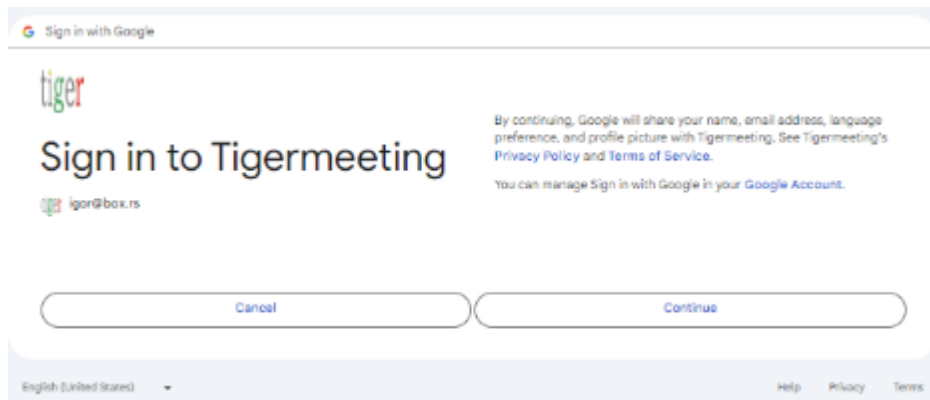 Sign in with Google
tiger
Sign in to Tigermeeting
igor@box.rs
By continuing, Google will share your name, email address, language
preference, and profile picture with Tigermeeting. See Tigermeeting's
Privacy Policy and Terms of Service.
You can manage Sign in with Google in your Google Account.
Cancel
Continue
English (United States)
Help Privacy Terms